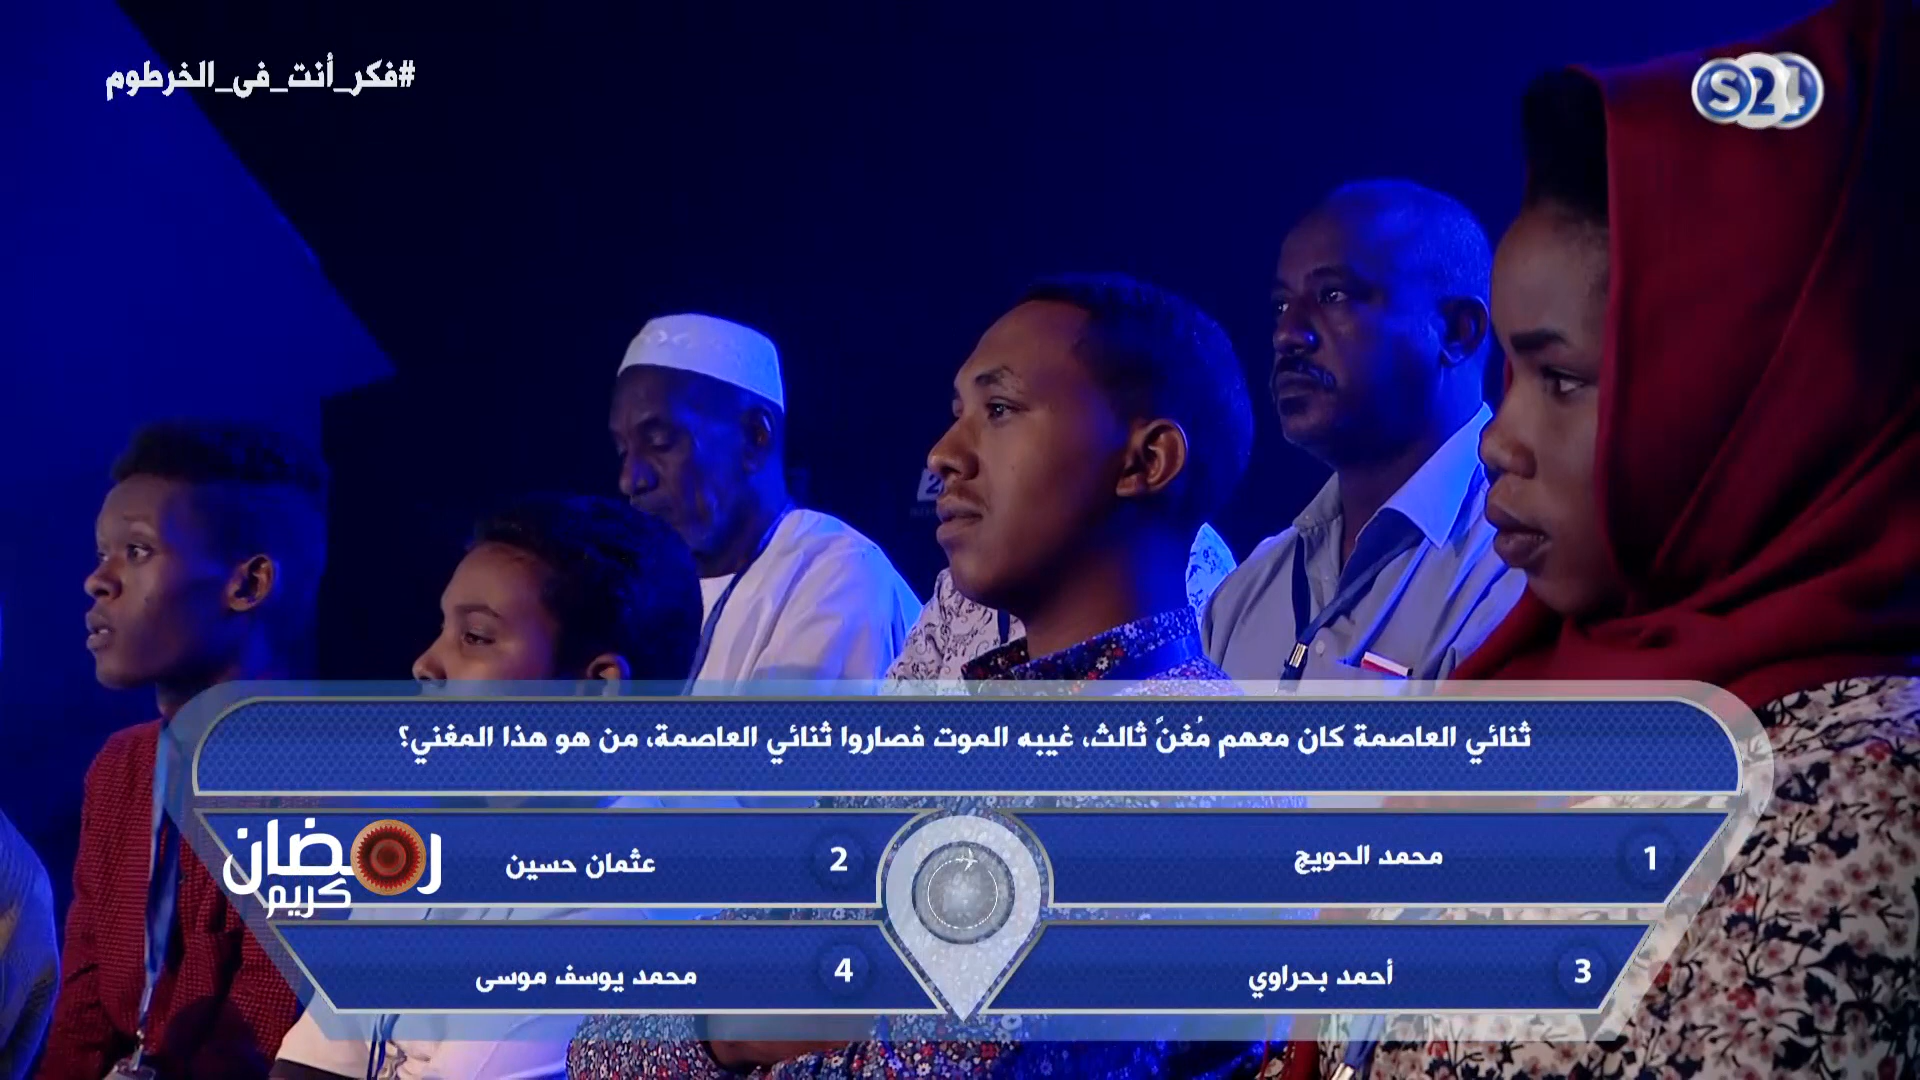 #فكر_أنت_فى_الخرطوم
S24
ثنائي العاصمة كان معهم مُغنً ثالث، غيبه الموت فصاروا ثنائي العاصمة، من هو هذا المغني؟
1 محمد الحويج
2 عثمان حسين
3 أحمد بحراوي
4 محمد يوسف موسى
رمضان
كريم